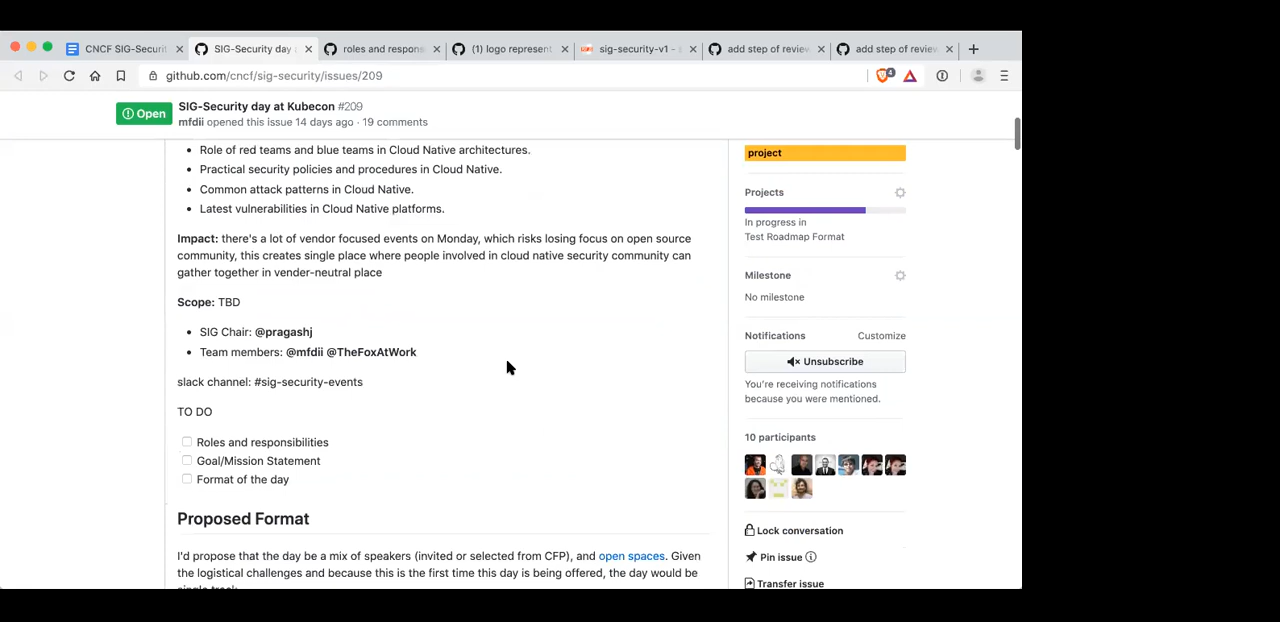 CNCF SIG-Securit
SIG-Security day
roles and respons
(1) logo represent
sig-security-v1 -
add step of review
add step of review
github.com/cncf/sig-security/issues/209
4
Open
SIG-Security day at Kubecon #209
mfdii opened this issue 14 days ago · 19 comments
• Role of red teams and blue teams in Cloud Native architectures.
• Practical security policies and procedures in Cloud Native.
• Common attack patterns in Cloud Native.
• Latest vulnerabilities in Cloud Native platforms.
Impact: there's a lot of vendor focused events on Monday, which risks losing focus on open source
community, this creates single place where people involved in cloud native security community can
gather together in vender-neutral place
Scope: TBD
• SIG Chair: @pragashj
• Team members: @mfdii @TheFoxAtWork
slack channel: #sig-security-events
TO DO
Roles and responsibilities
Goal/Mission Statement
Format of the day
Proposed Format
I'd propose that the day be a mix of speakers (invited or selected from CFP), and open spaces. Given
the logistical challenges and because this is the first time this day is being offered, the day would be
single track
project
Projects
In progress in
Test Roadmap Format
Milestone
No milestone
Notifications Customize
Unsubscribe
You're receiving notifications
because you were mentioned.
10 participants
Lock conversation
Pin issue
Transfer issue